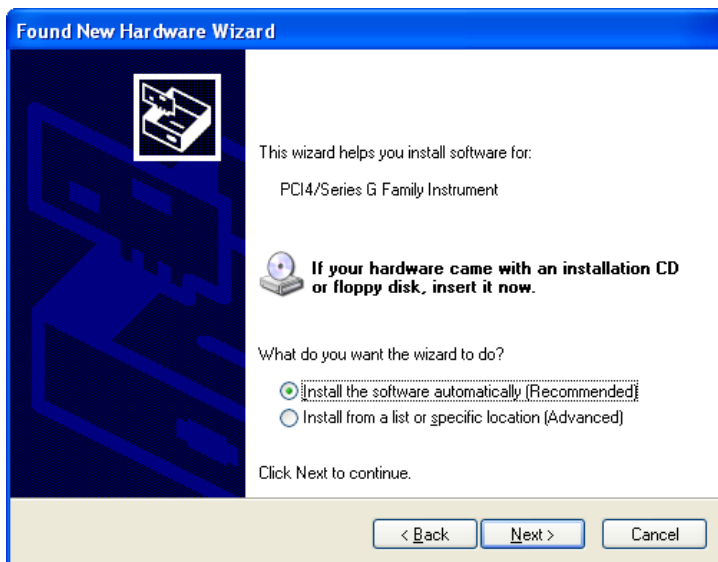 Found New Hardware Wizard
This wizard helps you install software for:
PCI4/Series G Family Instrument
If your hardware came with an installation CD
or floppy disk, insert it now.
What do you want the wizard to do?
Install the software automatically (Recommended)
Install from a list or specific location (Advanced)
Click Next to continue.
< Back
Next >
Cancel